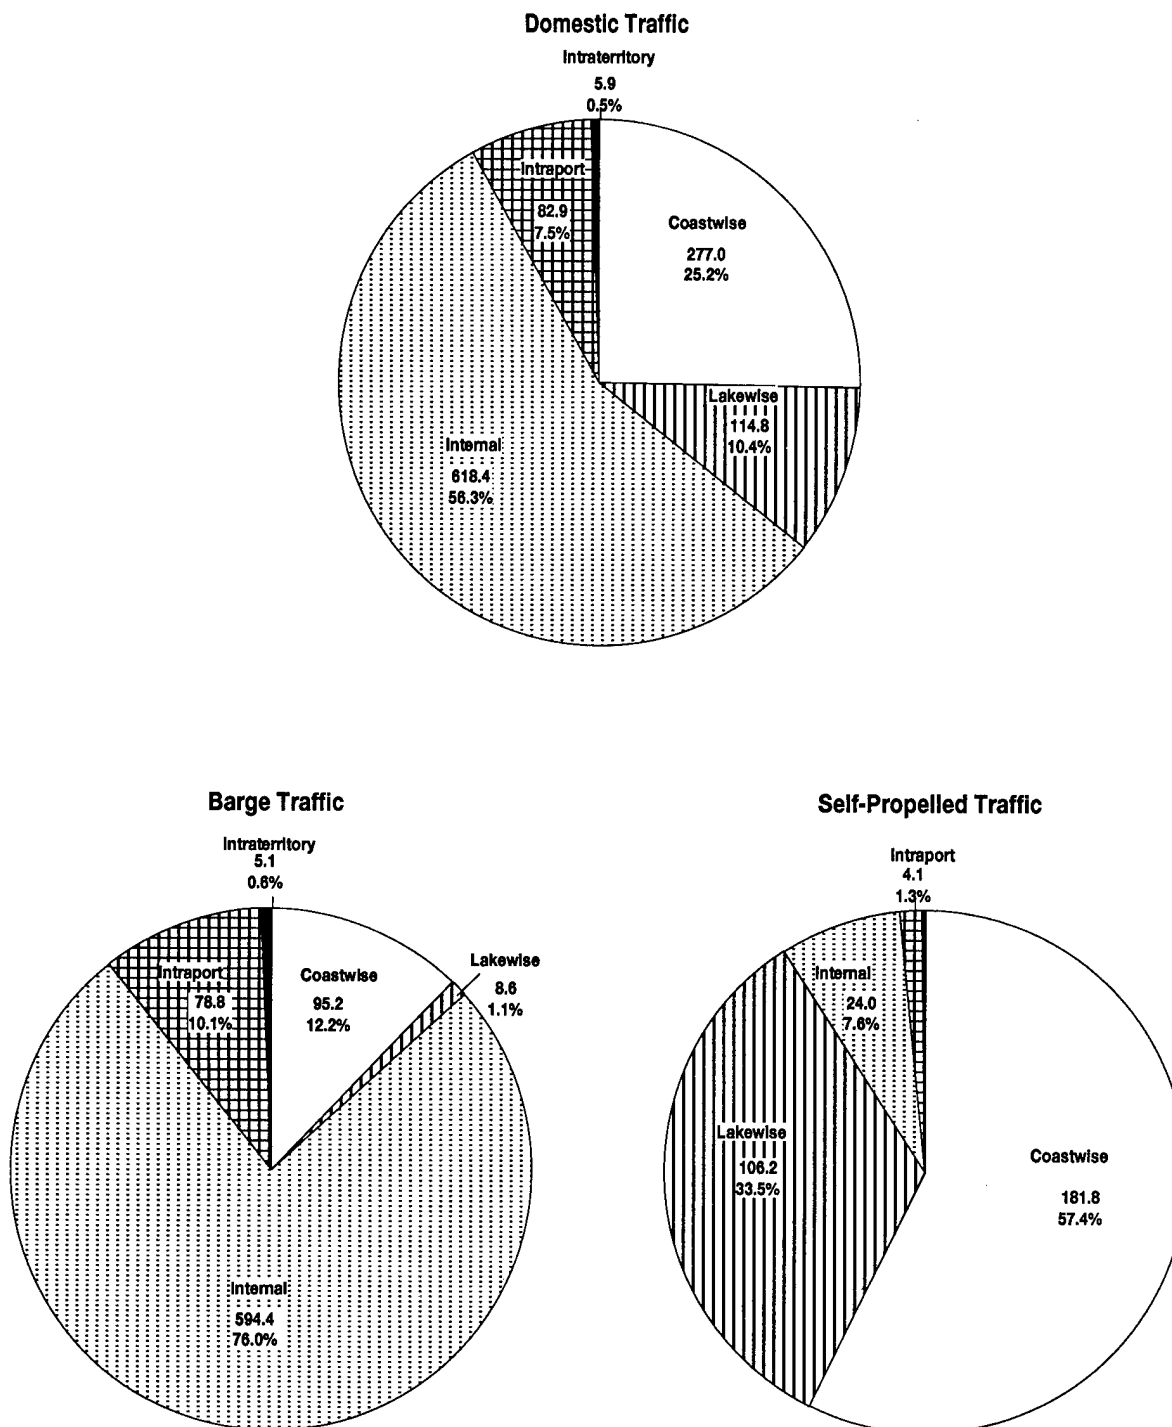 Domestic Traffic
Intraterritory
5.9
0.5%
Intraport
82.9
7.5%
Coastwise
277.0
25.2%
Lakewise
114.8
10.4%
Internal
618.4
56.3%
Barge Traffic
Intraterritory
5.1
0.6%
Intraport
78.8
10.1%
Coastwise
95.2
12.2%
Lakewise
8.6
1.1%
Internal
594.4
76.0%
Self-Propelled Traffic
Intraport
4.1
1.3%
Internal
24.0
7.6%
Lakewise
106.2
33.5%
Coastwise
181.8
57.4%